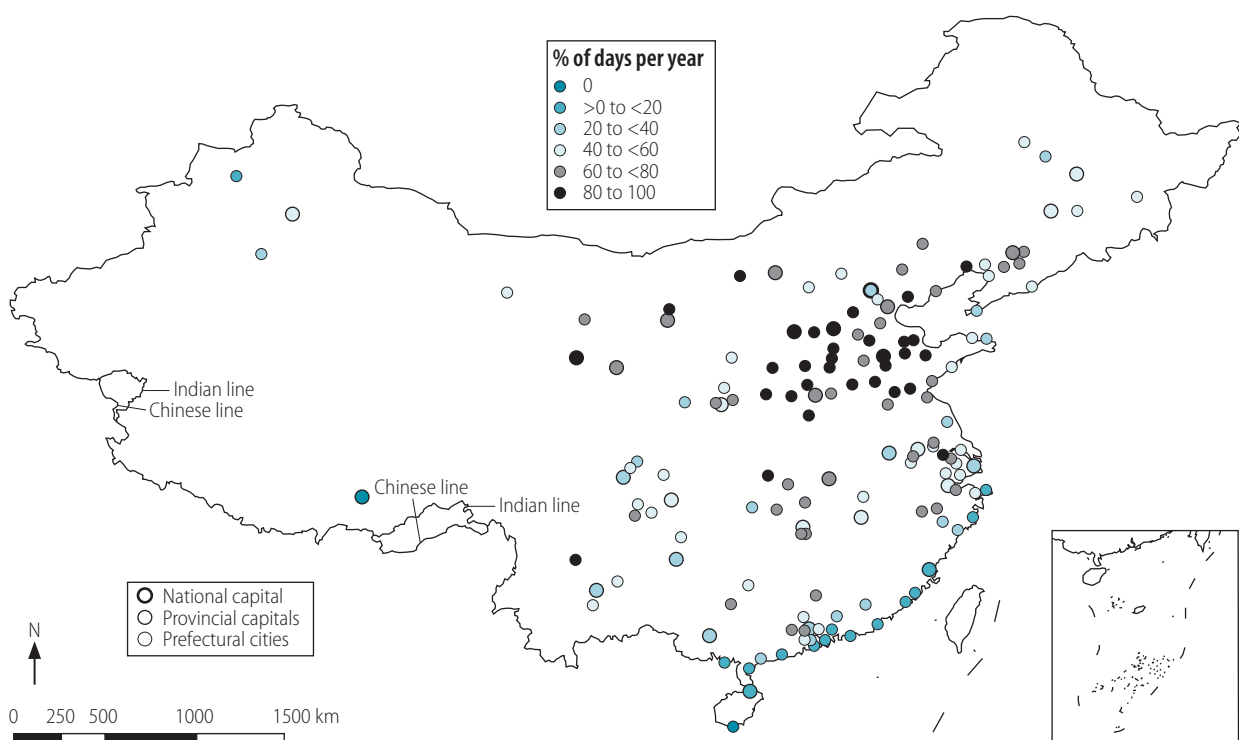 % of days per year
0
>0 to <20
20 to <40
40 to <60
60 to <80
80 to 100
Indian line
Chinese line
Chinese line
Indian line
National capital
Provincial capitals
Prefectural cities
N
0 250 500 1000 1500 km